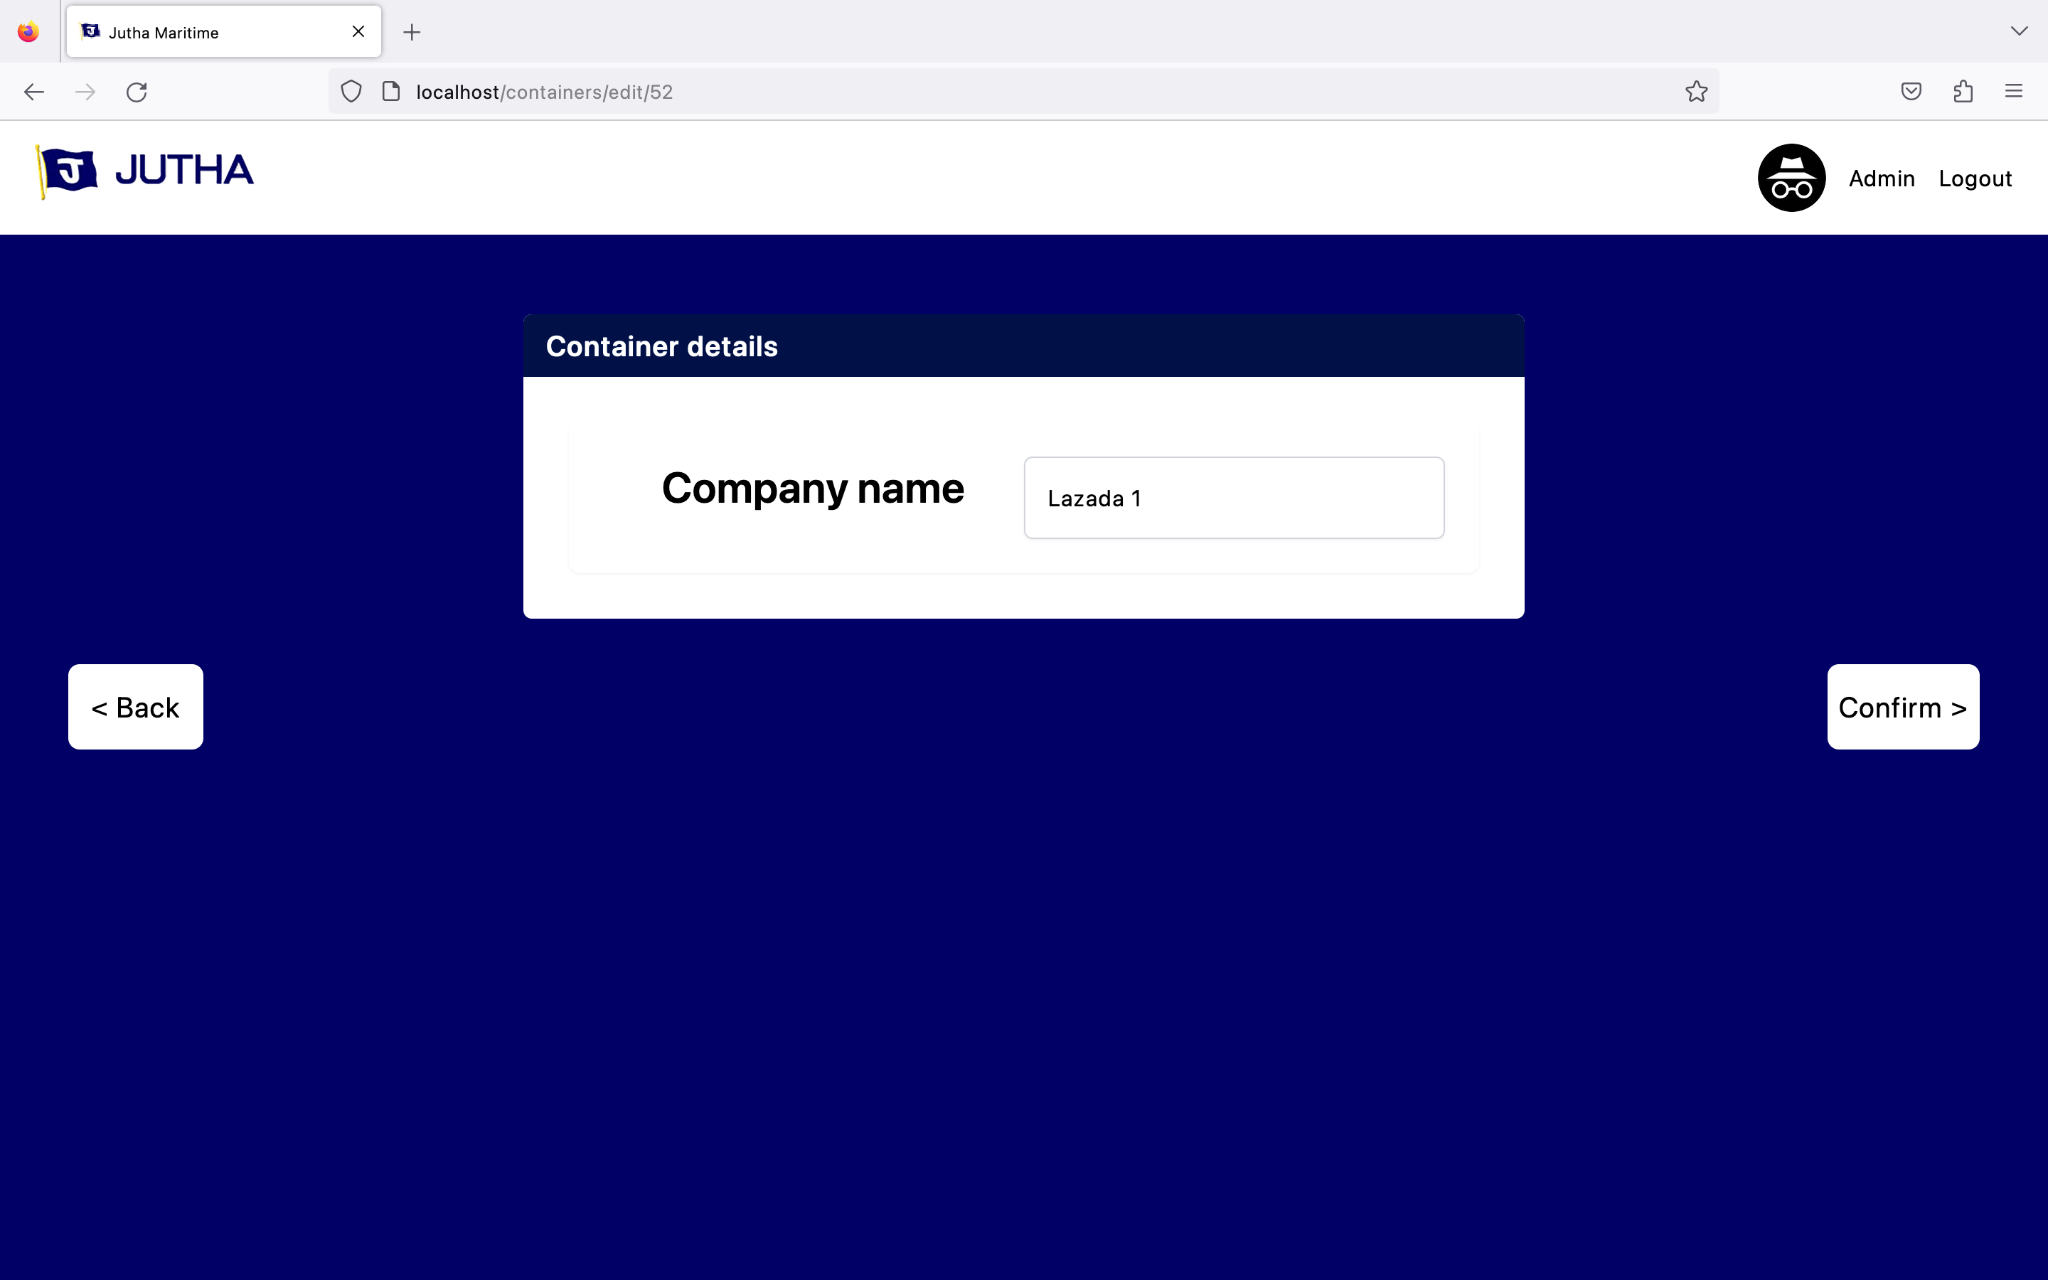 Jutha Maritime
localhost/containers/edit/52
J JUTHA
Admin Logout
Container details
Company name Lazada 1
< Back
Confirm >